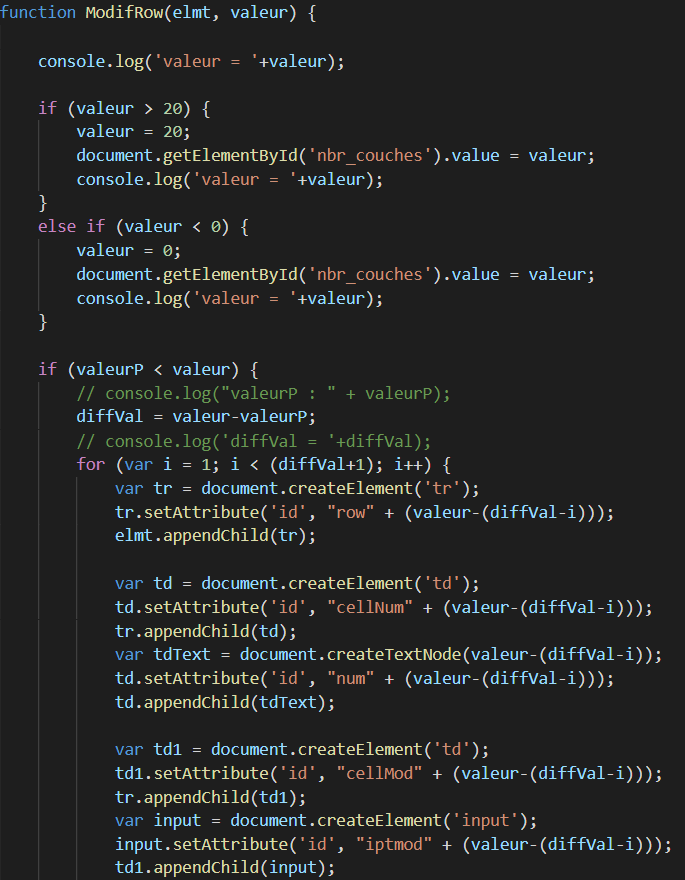 function ModifRow(elmt, valeur) {
console.log('valeur = '+valeur);
if (valeur > 20) {
valeur = 20;
document.getElementById('nbr_couches').value = valeur;
console.log('valeur = '+valeur);
}
else if (valeur < 0) {
valeur = 0;
document.getElementById('nbr_couches').value = valeur;
console.log('valeur = '+valeur);
}
if (valeurP < valeur) {
// console.log("valeurP : " + valeurP);
diffVal = valeur-valeurP;
// console.log('diffVal = '+diffVal);
for (var i = 1; i < (diffVal+1); i++) {
var tr = document.createElement('tr');
tr.setAttribute('id', "row" + (valeur-(diffVal-i)));
elmt.appendChild(tr);
var td = document.createElement('td');
td.setAttribute('id', "cellNum" + (valeur-(diffVal-i)));
tr.appendChild(td);
var tdText = document.createTextNode(valeur-(diffVal-i));
td.setAttribute('id', "num" + (valeur-(diffVal-i)));
td.appendChild(tdText);
var td1 = document.createElement('td');
td1.setAttribute('id', "cellMod" + (valeur-(diffVal-i)));
tr.appendChild(td1);
var input = document.createElement('input');
input.setAttribute('id', "iptmod" + (valeur-(diffVal-i)));
td1.appendChild(input);